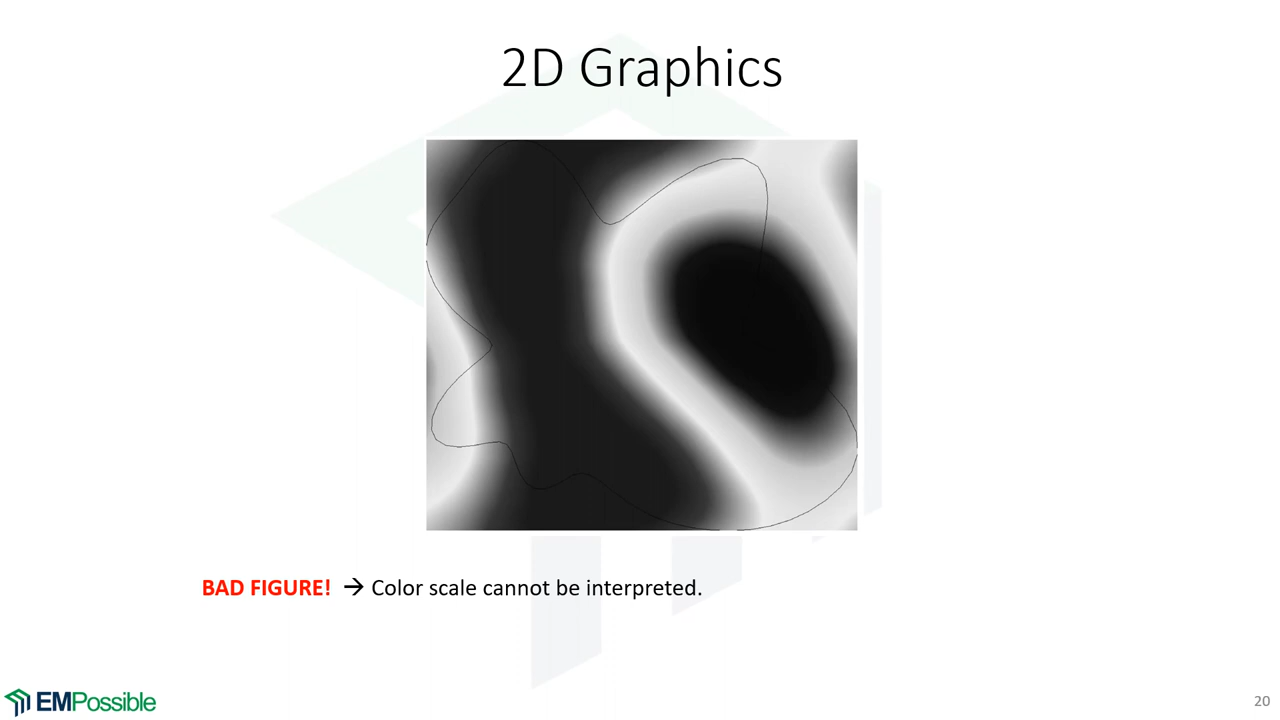 2D Graphics
BAD FIGURE! → Color scale cannot be interpreted.
EMPossible
20